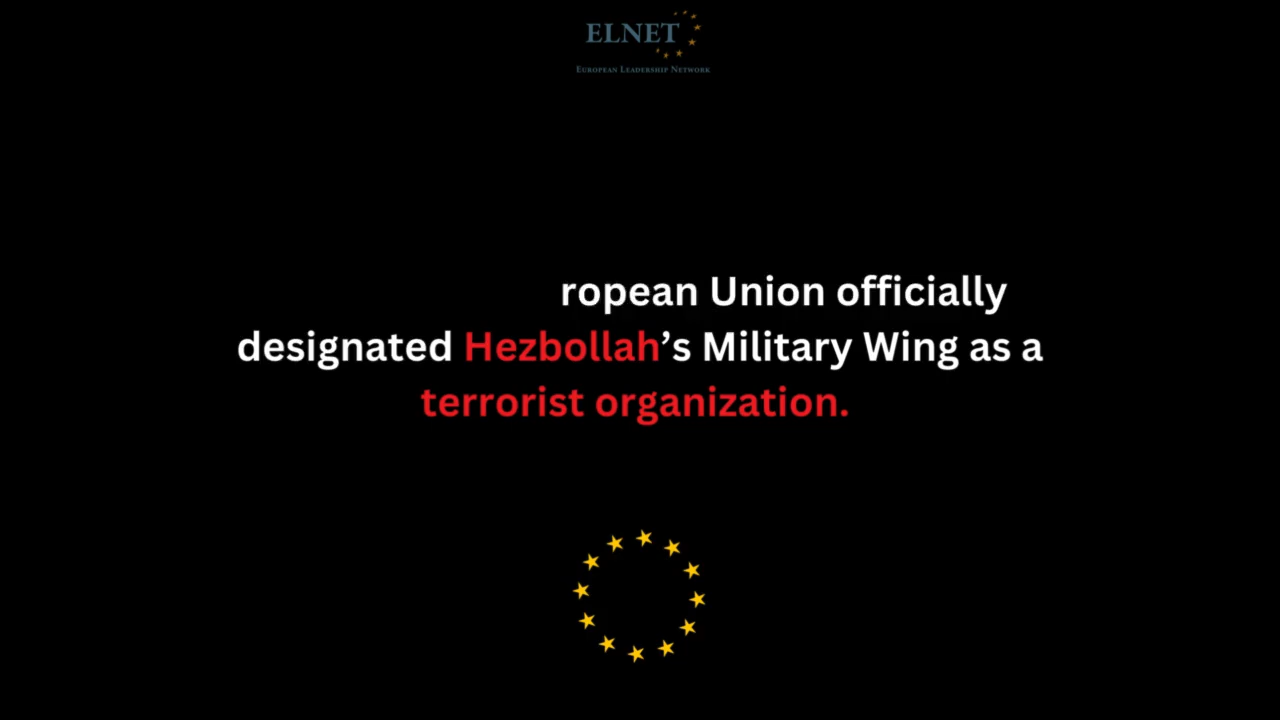 ELNET
EUROPEAN LEADERSHIP NETWORK
ropean Union officially
designated Hezbollah’s Military Wing as a
terrorist organization.